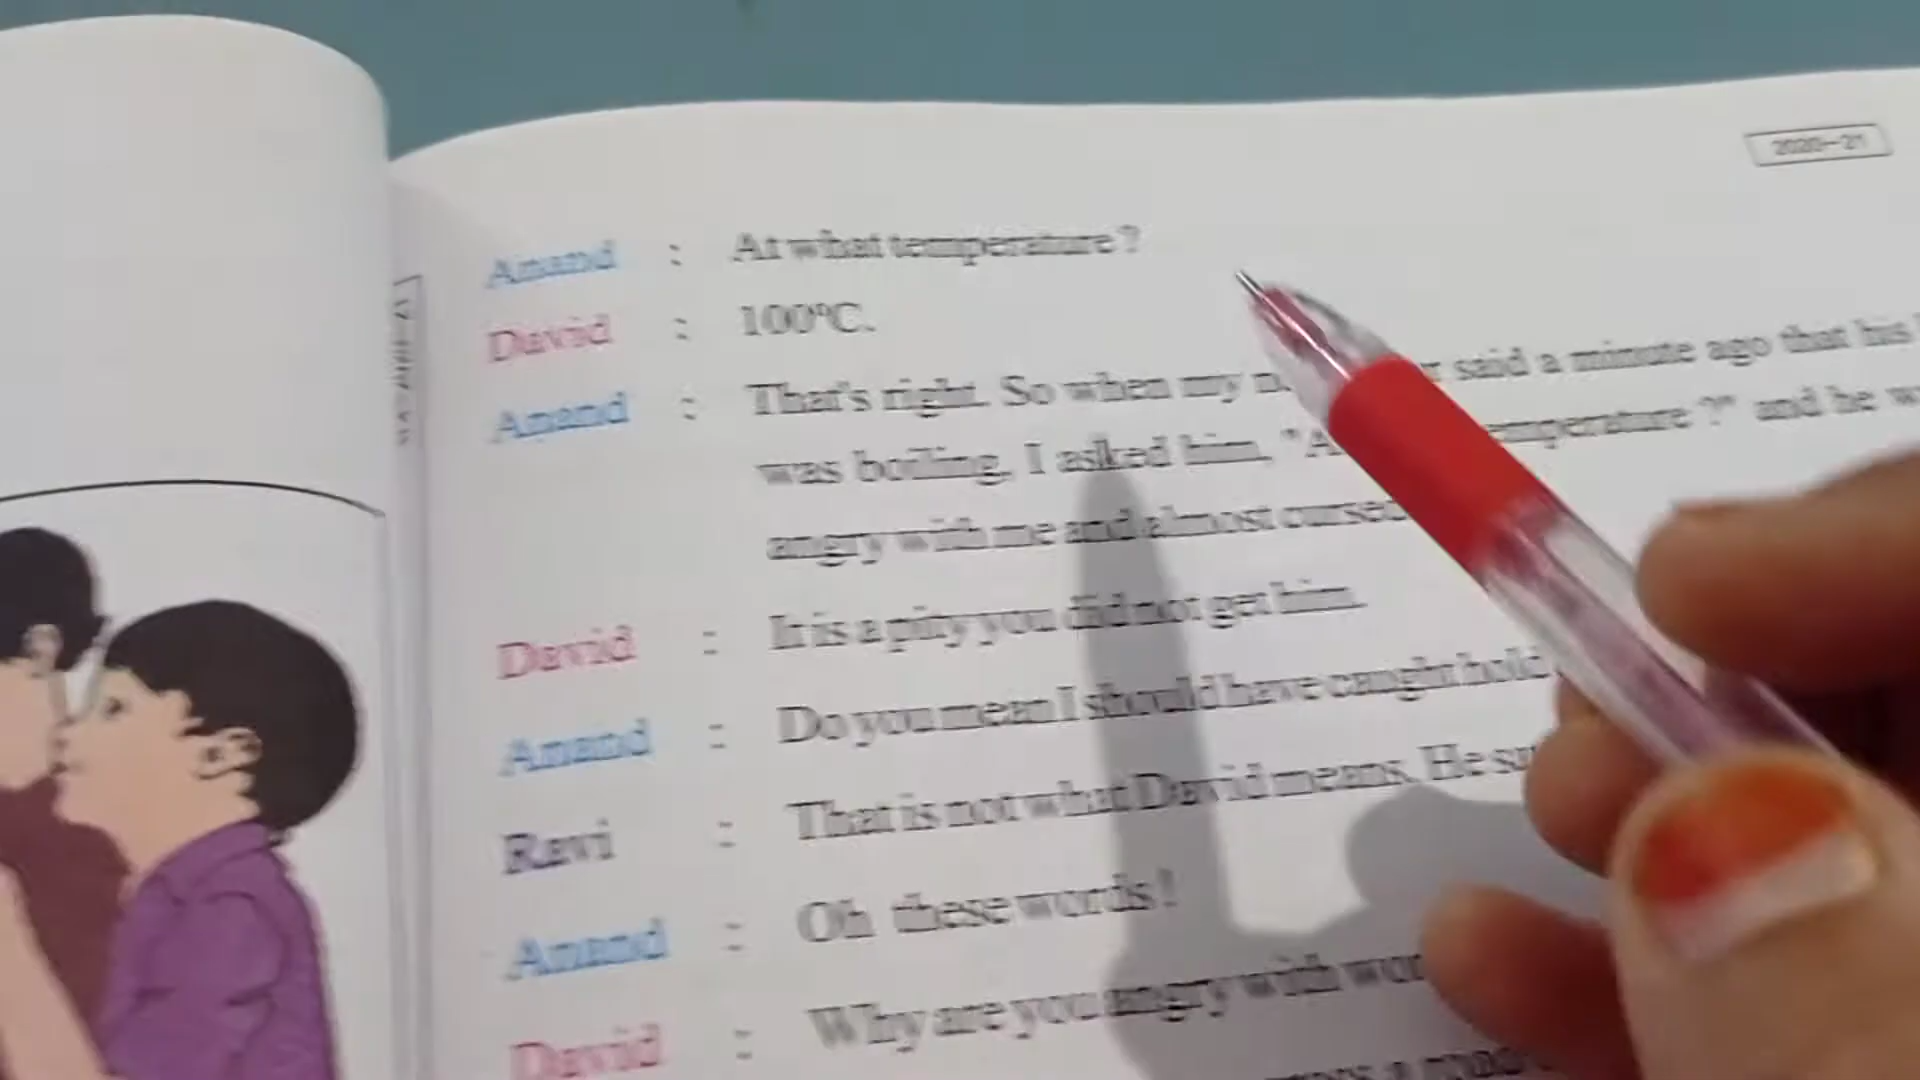 2020-21
Anand : At what temperature ?
David : 100°C.
Anand : That's right. So when my said a minute ago that his
was boiling, I asked him, "A temperature ?" and he
angry with me and almost cursed
David : It is a pity you did not get him.
Anand : Do you mean I should have caught hold
Ravi : That is not what David means. He
Anand : Oh these words !
David : Why are you angry with